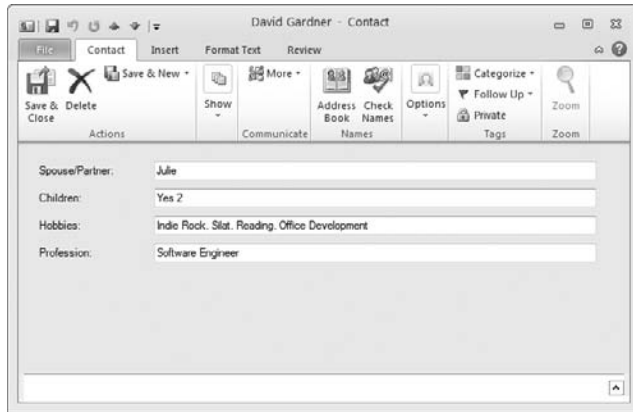 David Gardner - Contact
File Contact Insert Format Text Review
Save & Close
Delete
Save & New
Actions
Show
More
Communicate
Address Book
Check Names
Names
Options
Categorize
Follow Up
Private
Tags
Zoom
Zoom
Spouse/Partner: Julie
Children: Yes 2
Hobbies: Indie Rock. Silat. Reading. Office Development
Profession: Software Engineer